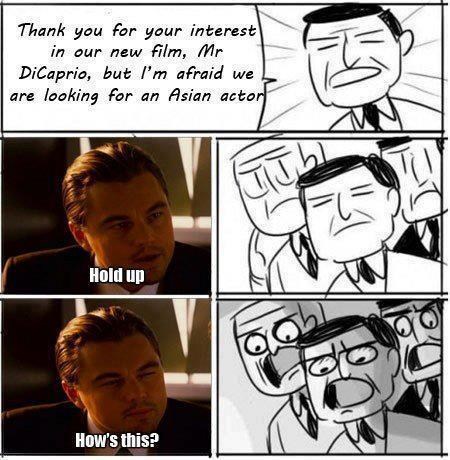 Thank you for your interest
in our new film, Mr
DiCaprio, but I'm afraid we
are looking for an Asian actor
Hold up
How's this?